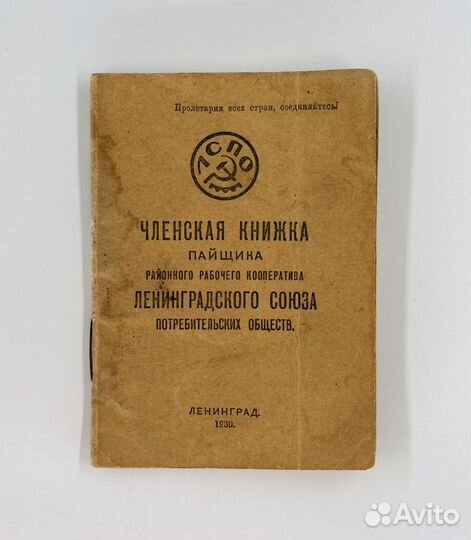 Пролетарии всех стран, соединяйтесь!
ЛСПО
ЧЛЕНСКАЯ КНИЖКА
ПАЙЩИКА
РАЙОННОГО РАБОЧЕГО КООПЕРАТИВА
ЛЕНИНГРАДСКОГО СОЮЗА
ПОТРЕБИТЕЛЬСКИХ ОБЩЕСТВ.
ЛЕНИНГРАД.
1930.
Avito